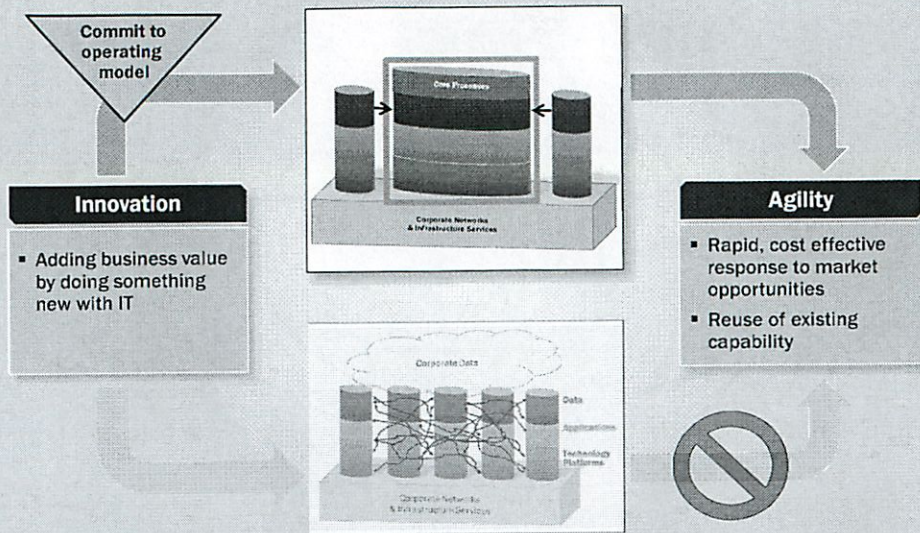 Commit to
operating
model
Core Processes
Corporate Networks
& Infrastructure Services
Innovation
▪ Adding business value
by doing something
new with IT
Agility
▪ Rapid, cost effective
response to market
opportunities
▪ Reuse of existing
capability
Corporate Data
Data
Applications
Technology
Platforms
Corporate Networks
& Infrastructure Services